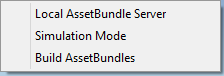 Local AssetBundle Server
Simulation Mode
Build AssetBundles